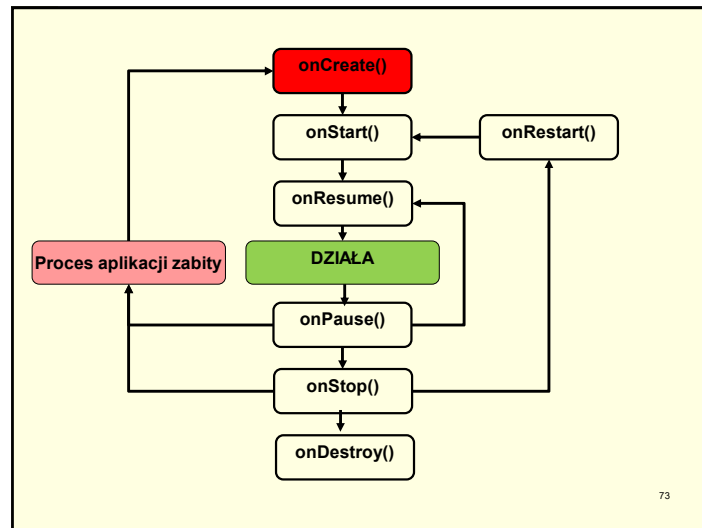 onCreate()
onStart()
onRestart()
onResume()
Proces aplikacji zabity
DZIAŁA
onPause()
onStop()
onDestroy()
73